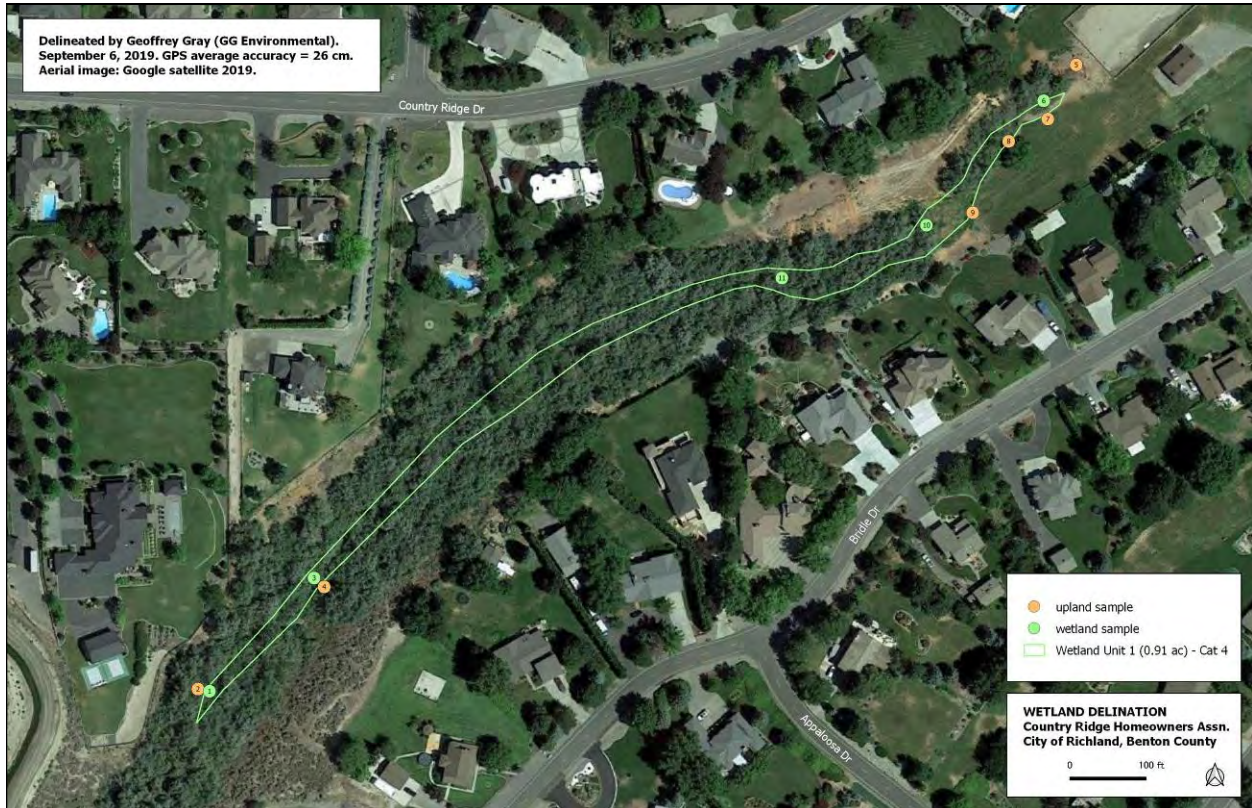 Delineated by Geoffrey Gray (GG Environmental).
September 6, 2019. GPS average accuracy = 26 cm.
Aerial image: Google satellite 2019.
Country Ridge Dr
5
6
7
8
9
10
11
3
4
2
1
Bridle Dr
Appaloosa Dr
upland sample
wetland sample
Wetland Unit 1 (0.91 ac) - Cat 4
WETLAND DELINATION
Country Ridge Homeowners Assn.
City of Richland, Benton County
0 100 ft